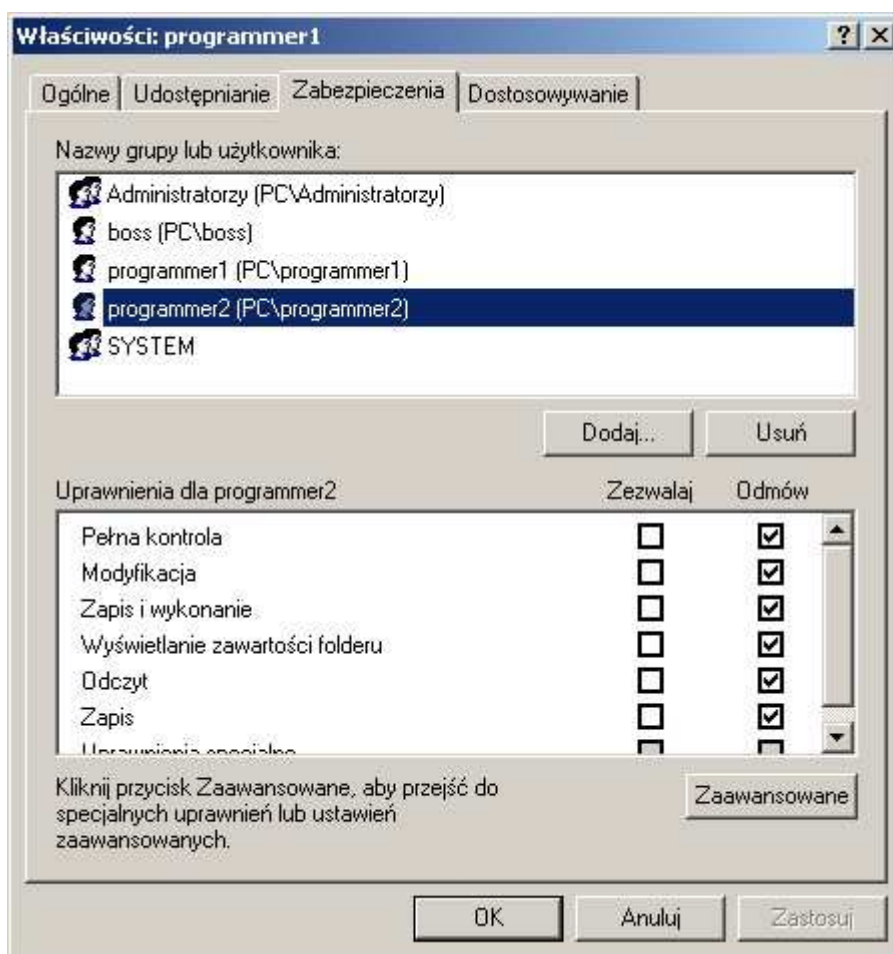 Właściwości: programmer1
Ogólne Udostępnianie Zabezpieczenia Dostosowywanie
Nazwy grupy lub użytkownika:
Administratorzy (PC\Administratorzy)
boss (PC\boss)
programmer1 (PC\programmer1)
programmer2 (PC\programmer2)
SYSTEM
Dodaj... Usuń
Uprawnienia dla programmer2 Zezwalaj Odmów
Pełna kontrola
Modyfikacja
Zapis i wykonanie
Wyświetlanie zawartości folderu
Odczyt
Zapis
Uprawnienia specjalne
Kliknij przycisk Zaawansowane, aby przejść do
specjalnych uprawnień lub ustawień
zaawansowanych.
Zaawansowane
OK Anuluj Zastosuj